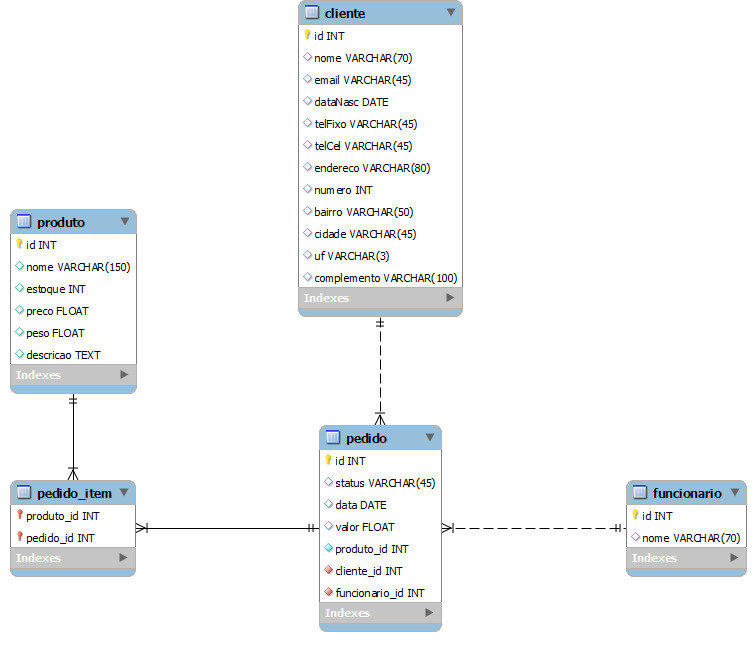 cliente
id INT
nome VARCHAR(70)
email VARCHAR(45)
dataNasc DATE
telFixo VARCHAR(45)
telCel VARCHAR(45)
endereco VARCHAR(80)
numero INT
bairro VARCHAR(50)
cidade VARCHAR(45)
uf VARCHAR(3)
complemento VARCHAR(100)
Indexes
produto
id INT
nome VARCHAR(150)
estoque INT
preco FLOAT
peso FLOAT
descricao TEXT
Indexes
pedido
id INT
status VARCHAR(45)
data DATE
valor FLOAT
produto_id INT
cliente_id INT
funcionario_id INT
Indexes
pedido_item
produto_id INT
pedido_id INT
Indexes
funcionario
id INT
nome VARCHAR(70)
Indexes